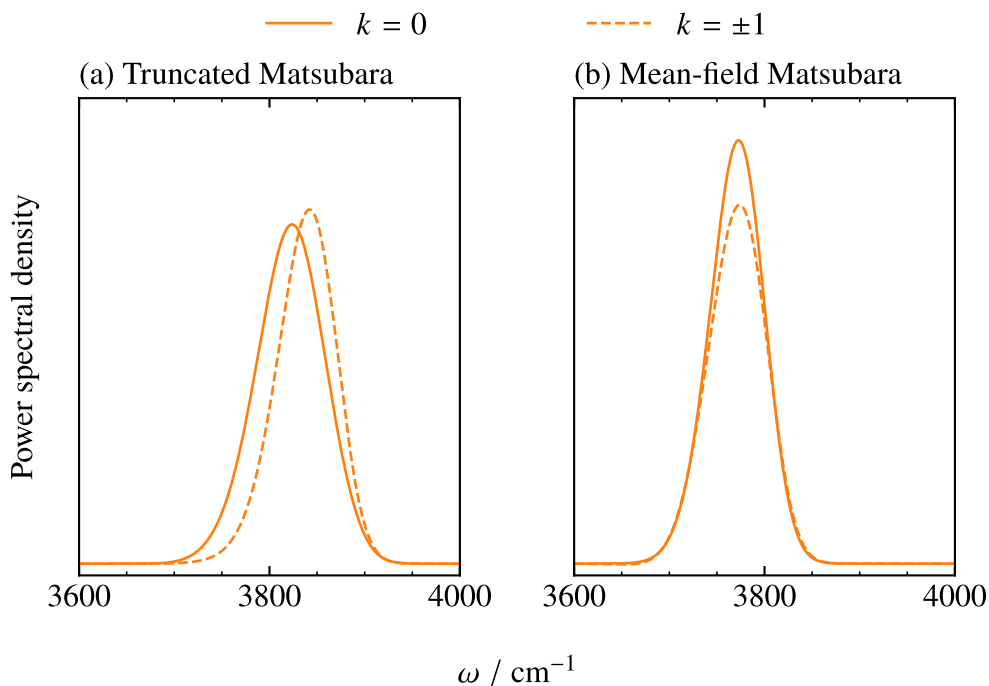 k = 0    k = ±1
(a) Truncated Matsubara    (b) Mean-field Matsubara
Power spectral density
3600    3800    4000    3600    3800    4000
ω / cm⁻¹